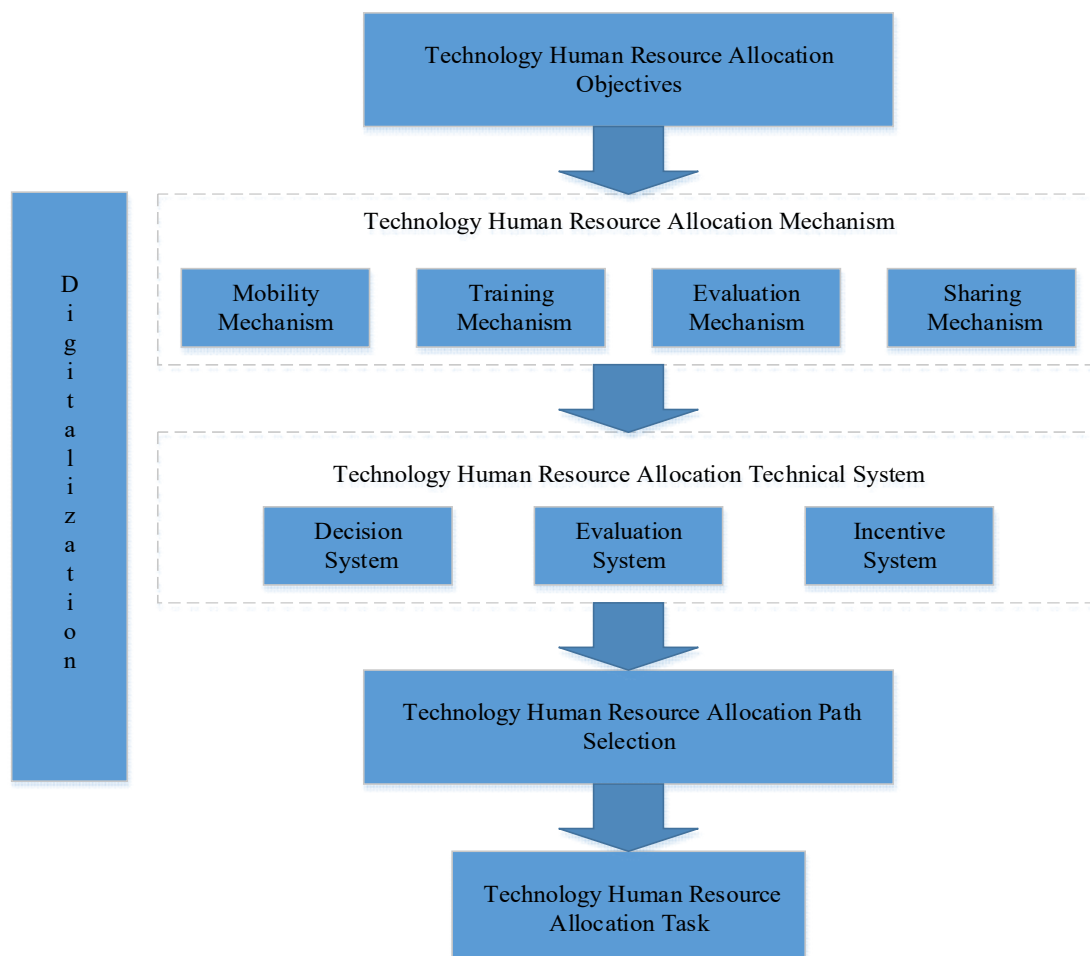 Technology Human Resource Allocation
Objectives
Digitalization
Technology Human Resource Allocation Mechanism
Mobility
Mechanism
Training
Mechanism
Evaluation
Mechanism
Sharing
Mechanism
Technology Human Resource Allocation Technical System
Decision
System
Evaluation
System
Incentive
System
Technology Human Resource Allocation Path
Selection
Technology Human Resource
Allocation Task